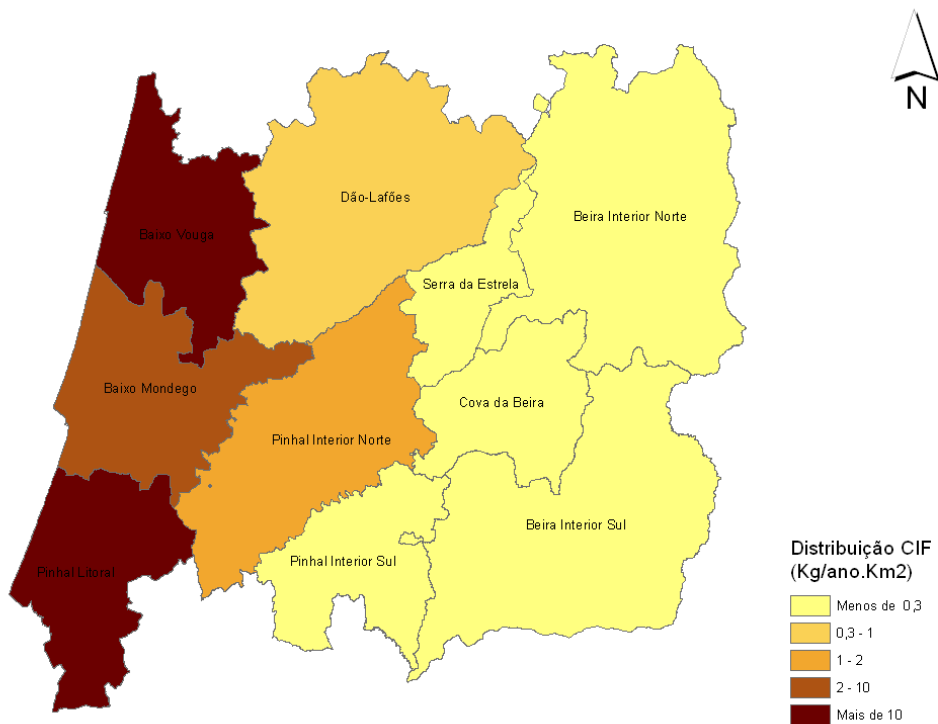 N
Dão-Lafões
Beira Interior Norte
Baixo Vouga
Serra da Estrela
Baixo Mondego
Cova da Beira
Pinhal Interior Norte
Beira Interior Sul
Pinhal Interior Sul
Pinhal Litoral
Distribuição CIF
(Kg/ano.Km2)
Menos de 0,3
0,3 - 1
1 - 2
2 - 10
Mais de 10